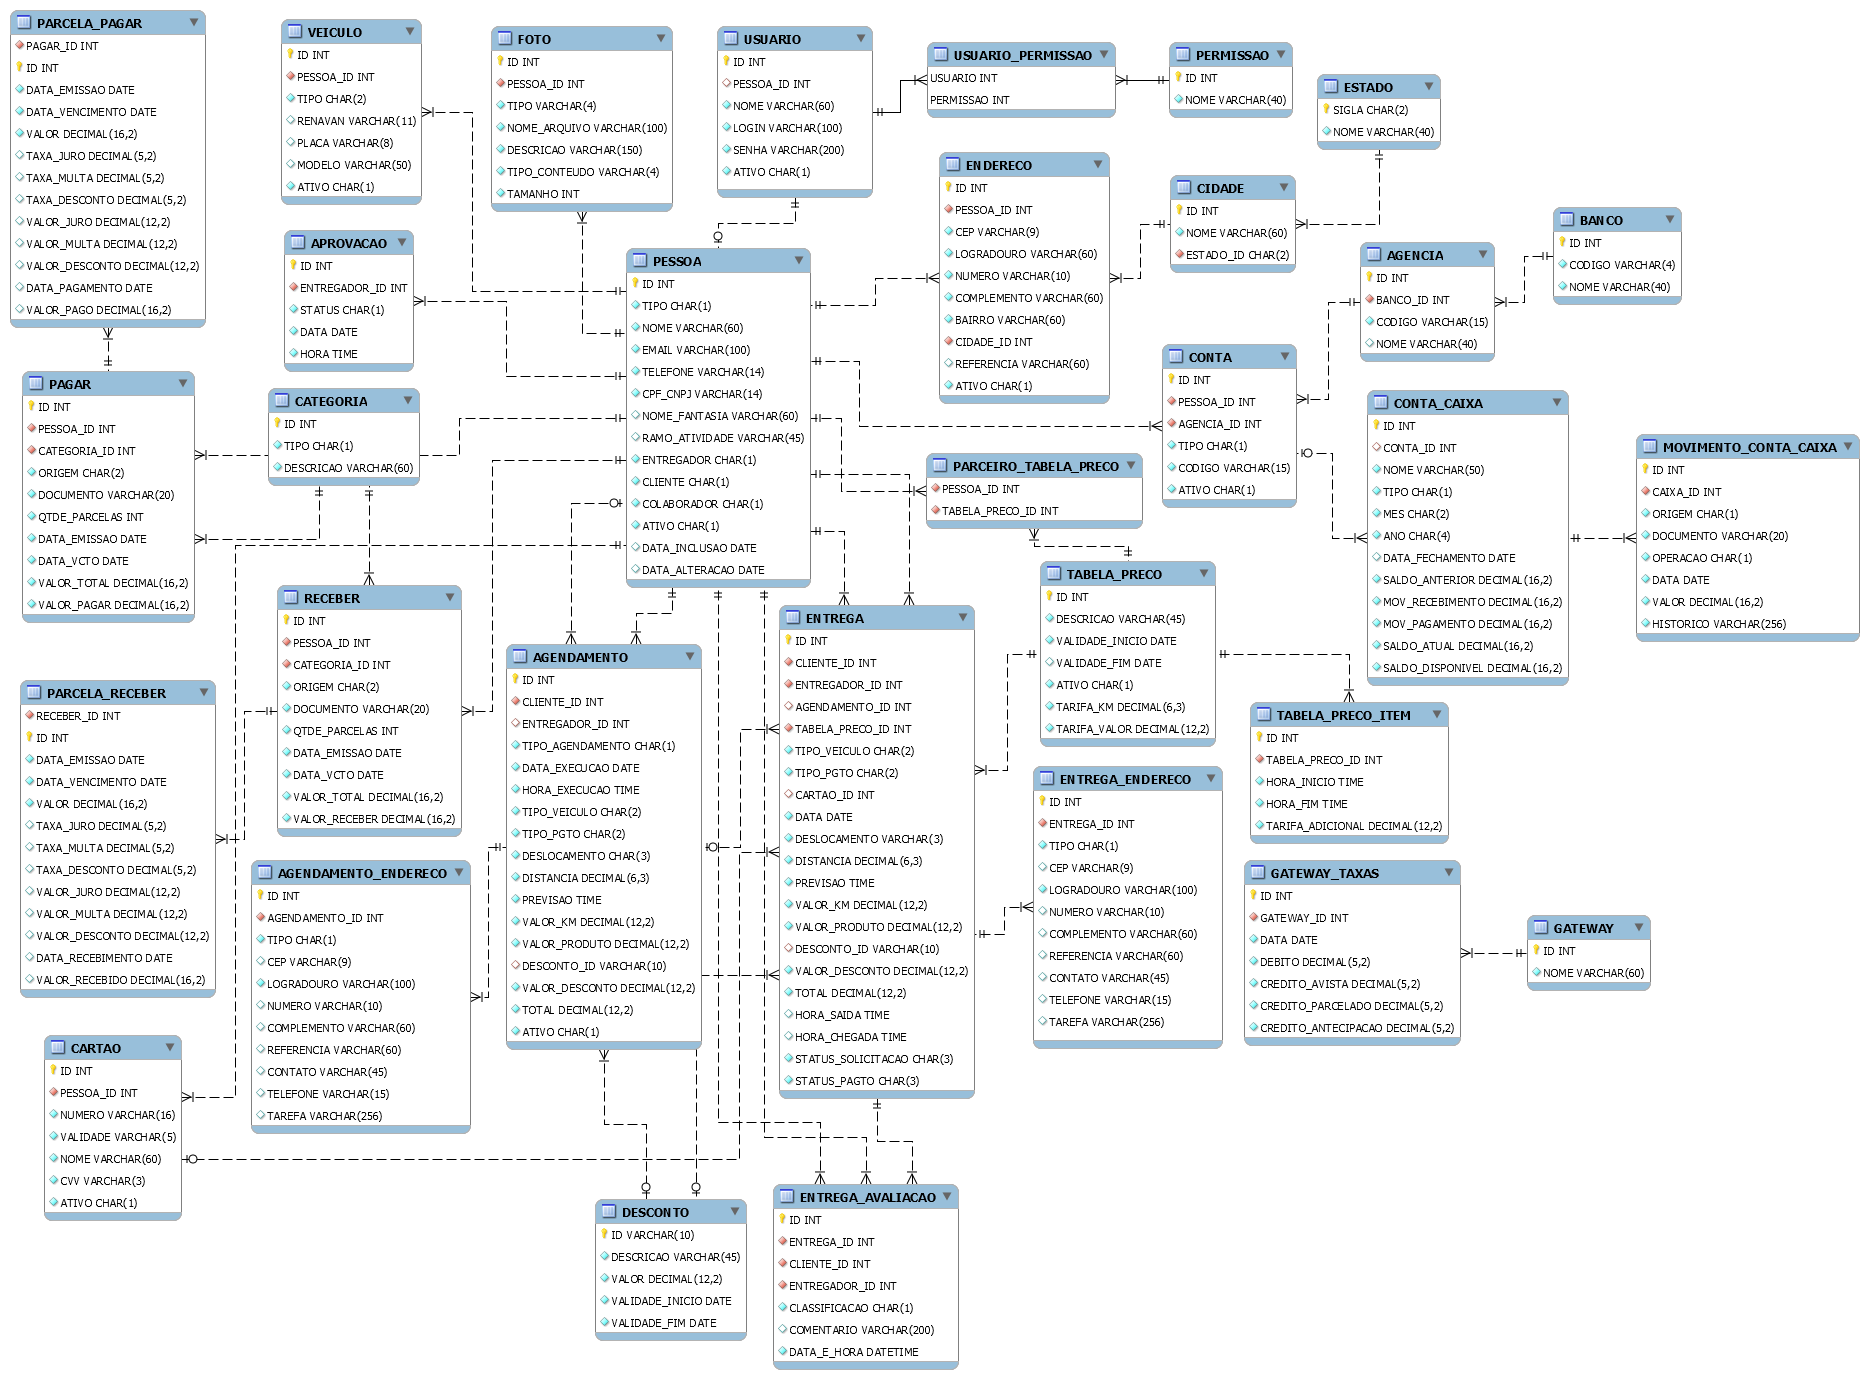 PARCELA_PAGAR
PAGAR_ID INT
ID INT
DATA_EMISSAO DATE
DATA_VENCIMENTO DATE
VALOR DECIMAL(16,2)
TAXA_JURO DECIMAL(5,2)
TAXA_MULTA DECIMAL(5,2)
TAXA_DESCONTO DECIMAL(5,2)
VALOR_JURO DECIMAL(12,2)
VALOR_MULTA DECIMAL(12,2)
VALOR_DESCONTO DECIMAL(12,2)
DATA_PAGAMENTO DATE
VALOR_PAGO DECIMAL(16,2)
VEICULO
ID INT
PESSOA_ID INT
TIPO CHAR(2)
RENAVAN VARCHAR(11)
PLACA VARCHAR(8)
MODELO VARCHAR(50)
ATIVO CHAR(1)
FOTO
ID INT
PESSOA_ID INT
TIPO VARCHAR(4)
NOME_ARQUIVO VARCHAR(100)
DESCRICAO VARCHAR(150)
TIPO_CONTEUDO VARCHAR(4)
TAMANHO INT
USUARIO
ID INT
PESSOA_ID INT
NOME VARCHAR(60)
LOGIN VARCHAR(100)
SENHA VARCHAR(200)
ATIVO CHAR(1)
USUARIO_PERMISSAO
USUARIO INT
PERMISSAO INT
PERMISSAO
ID INT
NOME VARCHAR(40)
ESTADO
SIGLA CHAR(2)
NOME VARCHAR(40)
ENDERECO
ID INT
PESSOA_ID INT
CEP VARCHAR(9)
LOGRADOURO VARCHAR(60)
NUMERO VARCHAR(10)
COMPLEMENTO VARCHAR(60)
BAIRRO VARCHAR(60)
CIDADE_ID INT
REFERENCIA VARCHAR(60)
ATIVO CHAR(1)
CIDADE
ID INT
NOME VARCHAR(60)
ESTADO_ID CHAR(2)
BANCO
ID INT
CODIGO VARCHAR(4)
NOME VARCHAR(40)
AGENCIA
ID INT
BANCO_ID INT
CODIGO VARCHAR(15)
NOME VARCHAR(40)
APROVACAO
ID INT
ENTREGADOR_ID INT
STATUS CHAR(1)
DATA DATE
HORA TIME
PESSOA
ID INT
TIPO CHAR(1)
NOME VARCHAR(60)
EMAIL VARCHAR(100)
TELEFONE VARCHAR(14)
CPF_CNPJ VARCHAR(14)
NOME_FANTASIA VARCHAR(60)
RAMO_ATIVIDADE VARCHAR(45)
ENTREGADOR CHAR(1)
CLIENTE CHAR(1)
COLABORADOR CHAR(1)
ATIVO CHAR(1)
DATA_INCLUSAO DATE
DATA_ALTERACAO DATE
CONTA
ID INT
PESSOA_ID INT
AGENCIA_ID INT
TIPO CHAR(1)
CODIGO VARCHAR(15)
ATIVO CHAR(1)
PAGAR
ID INT
PESSOA_ID INT
CATEGORIA_ID INT
ORIGEM CHAR(2)
DOCUMENTO VARCHAR(20)
QTDE_PARCELAS INT
DATA_EMISSAO DATE
DATA_VCTO DATE
VALOR_TOTAL DECIMAL(16,2)
VALOR_PAGAR DECIMAL(16,2)
CATEGORIA
ID INT
TIPO CHAR(1)
DESCRICAO VARCHAR(60)
CONTA_CAIXA
ID INT
CONTA_ID INT
NOME VARCHAR(50)
TIPO CHAR(1)
MES CHAR(2)
ANO CHAR(4)
DATA_FECHAMENTO DATE
SALDO_ANTERIOR DECIMAL(16,2)
MOV_RECEBIMENTO DECIMAL(16,2)
MOV_PAGAMENTO DECIMAL(16,2)
SALDO_ATUAL DECIMAL(16,2)
SALDO_DISPONIVEL DECIMAL(16,2)
MOVIMENTO_CONTA_CAIXA
ID INT
CAIXA_ID INT
ORIGEM CHAR(1)
DOCUMENTO VARCHAR(20)
OPERACAO CHAR(1)
DATA DATE
VALOR DECIMAL(16,2)
HISTORICO VARCHAR(256)
PARCEIRO_TABELA_PRECO
PESSOA_ID INT
TABELA_PRECO_ID INT
TABELA_PRECO
ID INT
DESCRICAO VARCHAR(45)
VALIDADE_INICIO DATE
VALIDADE_FIM DATE
ATIVO CHAR(1)
TARIFA_KM DECIMAL(6,3)
TARIFA_VALOR DECIMAL(12,2)
RECEBER
ID INT
PESSOA_ID INT
CATEGORIA_ID INT
ORIGEM CHAR(2)
DOCUMENTO VARCHAR(20)
QTDE_PARCELAS INT
DATA_EMISSAO DATE
DATA_VCTO DATE
VALOR_TOTAL DECIMAL(16,2)
VALOR_RECEBER DECIMAL(16,2)
AGENDAMENTO
ID INT
CLIENTE_ID INT
ENTREGADOR_ID INT
TIPO_AGENDAMENTO CHAR(1)
DATA_EXECUCAO DATE
HORA_EXECUCAO TIME
TIPO_VEICULO CHAR(2)
TIPO_PGTO CHAR(2)
DESLOCAMENTO CHAR(3)
DISTANCIA DECIMAL(6,3)
PREVISAO TIME
VALOR_KM DECIMAL(12,2)
VALOR_PRODUTO DECIMAL(12,2)
DESCONTO_ID VARCHAR(10)
VALOR_DESCONTO DECIMAL(12,2)
TOTAL DECIMAL(12,2)
ATIVO CHAR(1)
ENTREGA
ID INT
CLIENTE_ID INT
ENTREGADOR_ID INT
AGENDAMENTO_ID INT
TABELA_PRECO_ID INT
TIPO_VEICULO CHAR(2)
TIPO_PGTO CHAR(2)
CARTAO_ID INT
DATA DATE
DESLOCAMENTO VARCHAR(3)
DISTANCIA DECIMAL(6,3)
PREVISAO TIME
VALOR_KM DECIMAL(12,2)
VALOR_PRODUTO DECIMAL(12,2)
DESCONTO_ID VARCHAR(10)
VALOR_DESCONTO DECIMAL(12,2)
TOTAL DECIMAL(12,2)
HORA_SAIDA TIME
HORA_CHEGADA TIME
STATUS_SOLICITACAO CHAR(3)
STATUS_PAGTO CHAR(3)
PARCELA_RECEBER
RECEBER_ID INT
ID INT
DATA_EMISSAO DATE
DATA_VENCIMENTO DATE
VALOR DECIMAL(16,2)
TAXA_JURO DECIMAL(5,2)
TAXA_MULTA DECIMAL(5,2)
TAXA_DESCONTO DECIMAL(5,2)
VALOR_JURO DECIMAL(12,2)
VALOR_MULTA DECIMAL(12,2)
VALOR_DESCONTO DECIMAL(12,2)
DATA_RECEBIMENTO DATE
VALOR_RECEBIDO DECIMAL(16,2)
TABELA_PRECO_ITEM
ID INT
TABELA_PRECO_ID INT
HORA_INICIO TIME
HORA_FIM TIME
TARIFA_ADICIONAL DECIMAL(12,2)
ENTREGA_ENDERECO
ID INT
ENTREGA_ID INT
TIPO CHAR(1)
CEP VARCHAR(9)
LOGRADOURO VARCHAR(100)
NUMERO VARCHAR(10)
COMPLEMENTO VARCHAR(60)
REFERENCIA VARCHAR(60)
CONTATO VARCHAR(45)
TELEFONE VARCHAR(15)
TAREFA VARCHAR(256)
AGENDAMENTO_ENDERECO
ID INT
AGENDAMENTO_ID INT
TIPO CHAR(1)
CEP VARCHAR(9)
LOGRADOURO VARCHAR(100)
NUMERO VARCHAR(10)
COMPLEMENTO VARCHAR(60)
REFERENCIA VARCHAR(60)
CONTATO VARCHAR(45)
TELEFONE VARCHAR(15)
TAREFA VARCHAR(256)
GATEWAY_TAXAS
ID INT
GATEWAY_ID INT
DATA DATE
DEBITO DECIMAL(5,2)
CREDITO_AVISTA DECIMAL(5,2)
CREDITO_PARCELADO DECIMAL(5,2)
CREDITO_ANTECIPACAO DECIMAL(5,2)
GATEWAY
ID INT
NOME VARCHAR(60)
CARTAO
ID INT
PESSOA_ID INT
NUMERO VARCHAR(16)
VALIDADE VARCHAR(5)
NOME VARCHAR(60)
CVV VARCHAR(3)
ATIVO CHAR(1)
DESCONTO
ID VARCHAR(10)
DESCRICAO VARCHAR(45)
VALOR DECIMAL(12,2)
VALIDADE_INICIO DATE
VALIDADE_FIM DATE
ENTREGA_AVALIACAO
ID INT
ENTREGA_ID INT
CLIENTE_ID INT
ENTREGADOR_ID INT
CLASSIFICACAO CHAR(1)
COMENTARIO VARCHAR(200)
DATA_E_HORA DATETIME